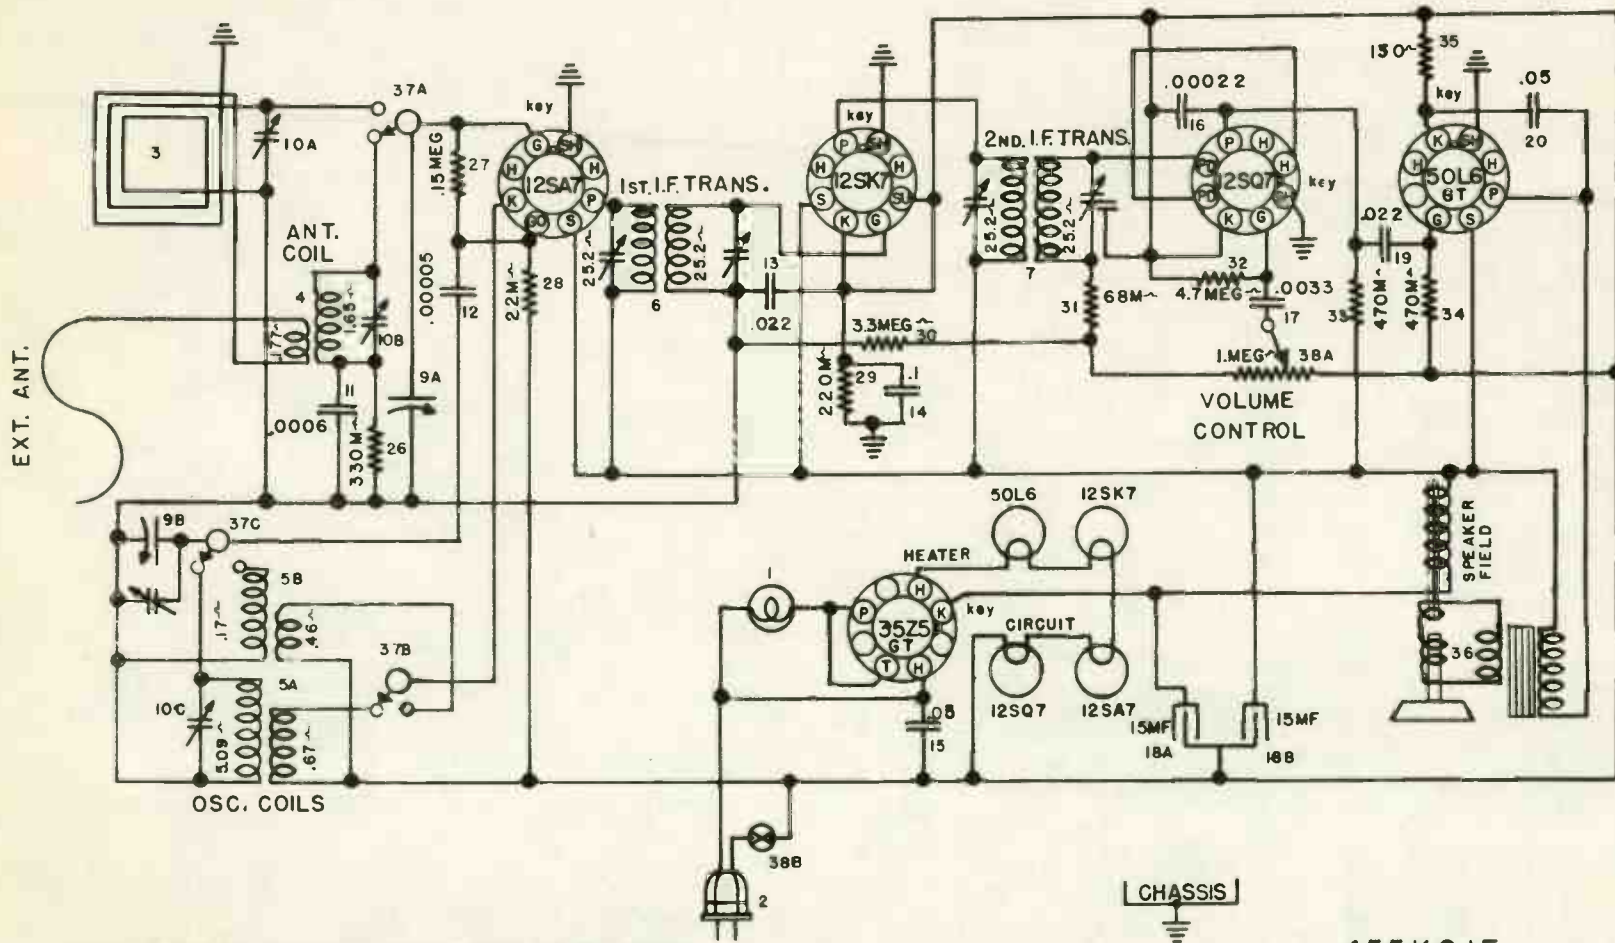 37A
10A
3
key
.15 MEG
27
G
SH
H
H
12SA7
K
P
GO
S
1ST. I.F. TRANS.
25.2~
25.2~
6
ANT.
COIL
4
1.65~
.177~
10B
.00005
12
22M~
28
9A
11
.0006
330M~
26
EXT. ANT.
13
.022
key
P
SH
H
H
12SK7
S
SU
K
G
3.3MEG~
30
220M~
29
.1
14
2ND. I.F. TRANS.
25.2~
25.2~
7
31
68M~
.00022
16
P
H
H
12SQ7
key
PD
K
G
32
4.7MEG~
.0033
17
1.MEG~
38A
VOLUME
CONTROL
35
key
.05
20
K
SH
H
H
50L6
GT
P
G
S
.022
19
33
470M~
470M~
34
9B
37C
5B
.17~
.46~
37B
5A
10C
5.09~
.67~
OSC. COILS
50L6
12SK7
HEATER
1
H
P
K
key
35Z5
GT
T
H
CIRCUIT
12SQ7
12SA7
15
15MF
18A
15MF
18B
SPEAKER
FIELD
36
38B
2
CHASSIS